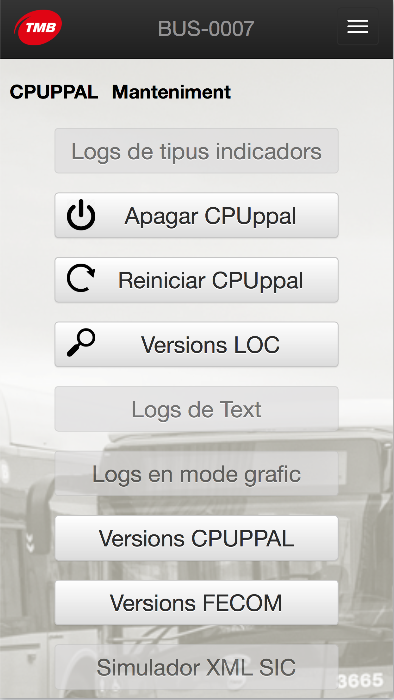 TMB
BUS-0007
CPUPPAL Manteniment
Logs de tipus indicadors
Apagar CPUppal
Reiniciar CPUppal
Versions LOC
Logs de Text
Logs en mode grafic
Versions CPUPPAL
Versions FECOM
Simulador XML SIC
3665